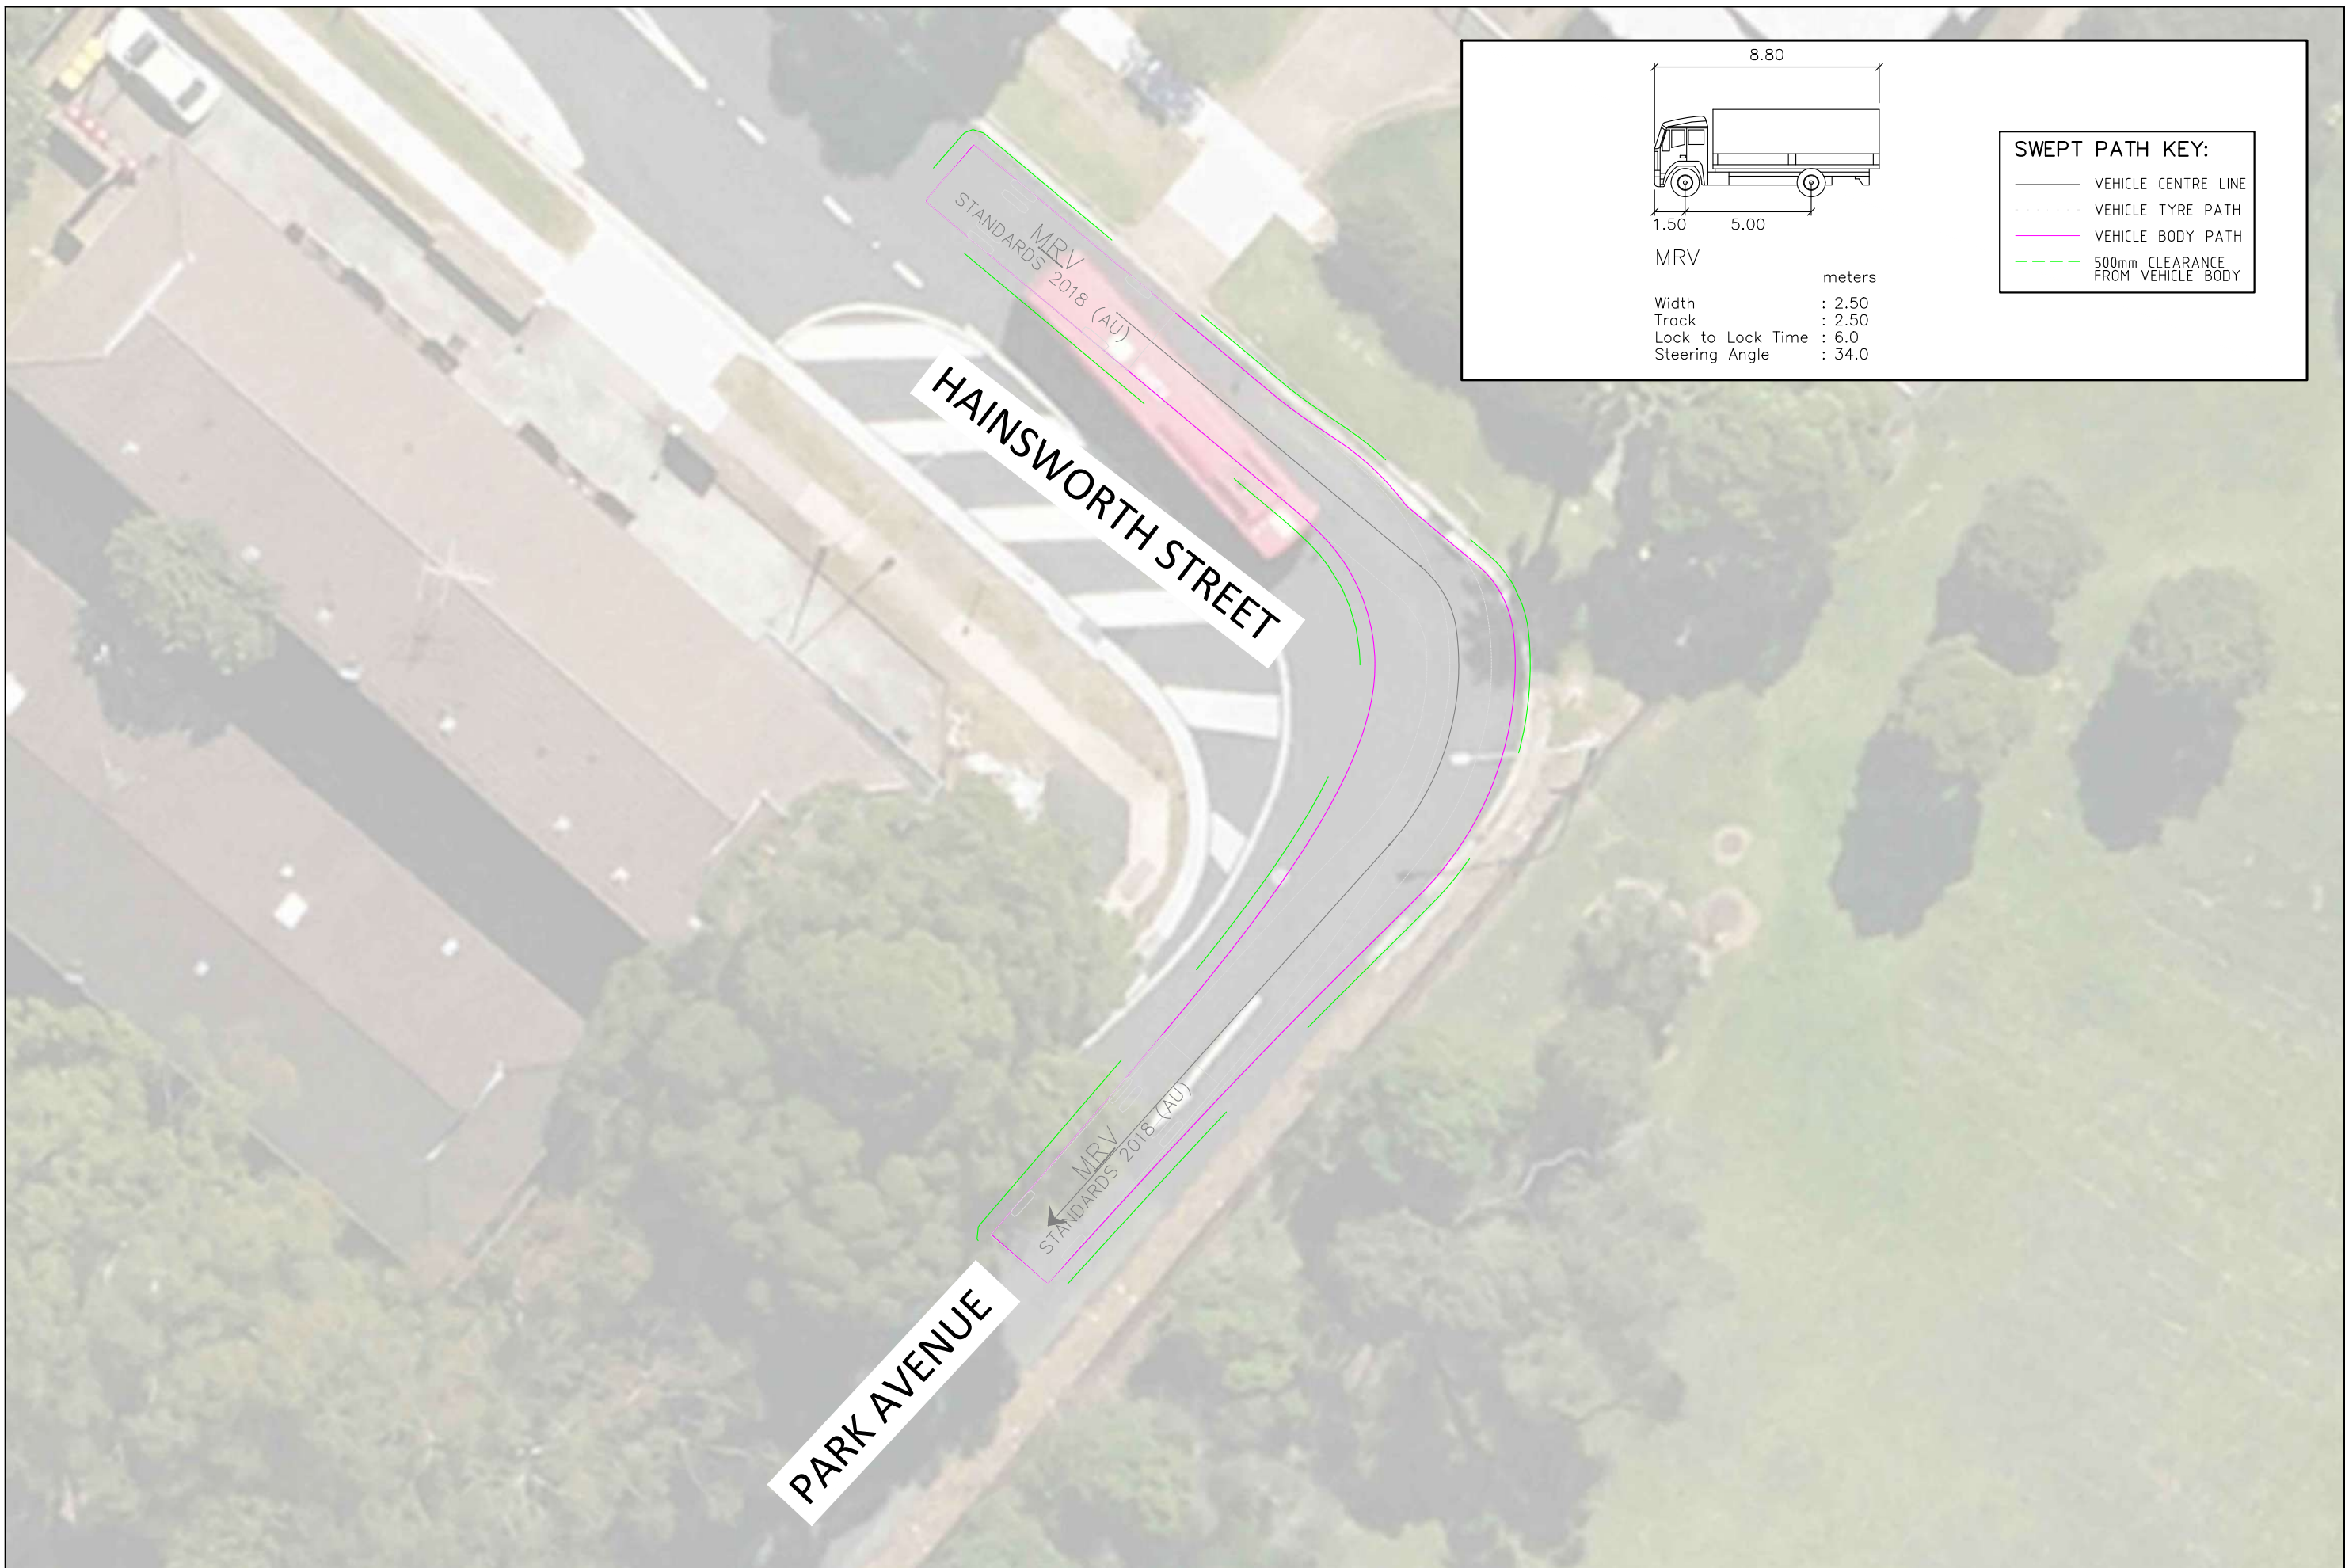 8.80
1.50 5.00
MRV
meters
Width : 2.50
Track : 2.50
Lock to Lock Time : 6.0
Steering Angle : 34.0
SWEPT PATH KEY:
VEHICLE CENTRE LINE
VEHICLE TYRE PATH
VEHICLE BODY PATH
500mm CLEARANCE
FROM VEHICLE BODY
MRV
STANDARDS 2018 (AU)
HAINSWORTH STREET
MRV
STANDARDS 2018 (AU)
PARK AVENUE